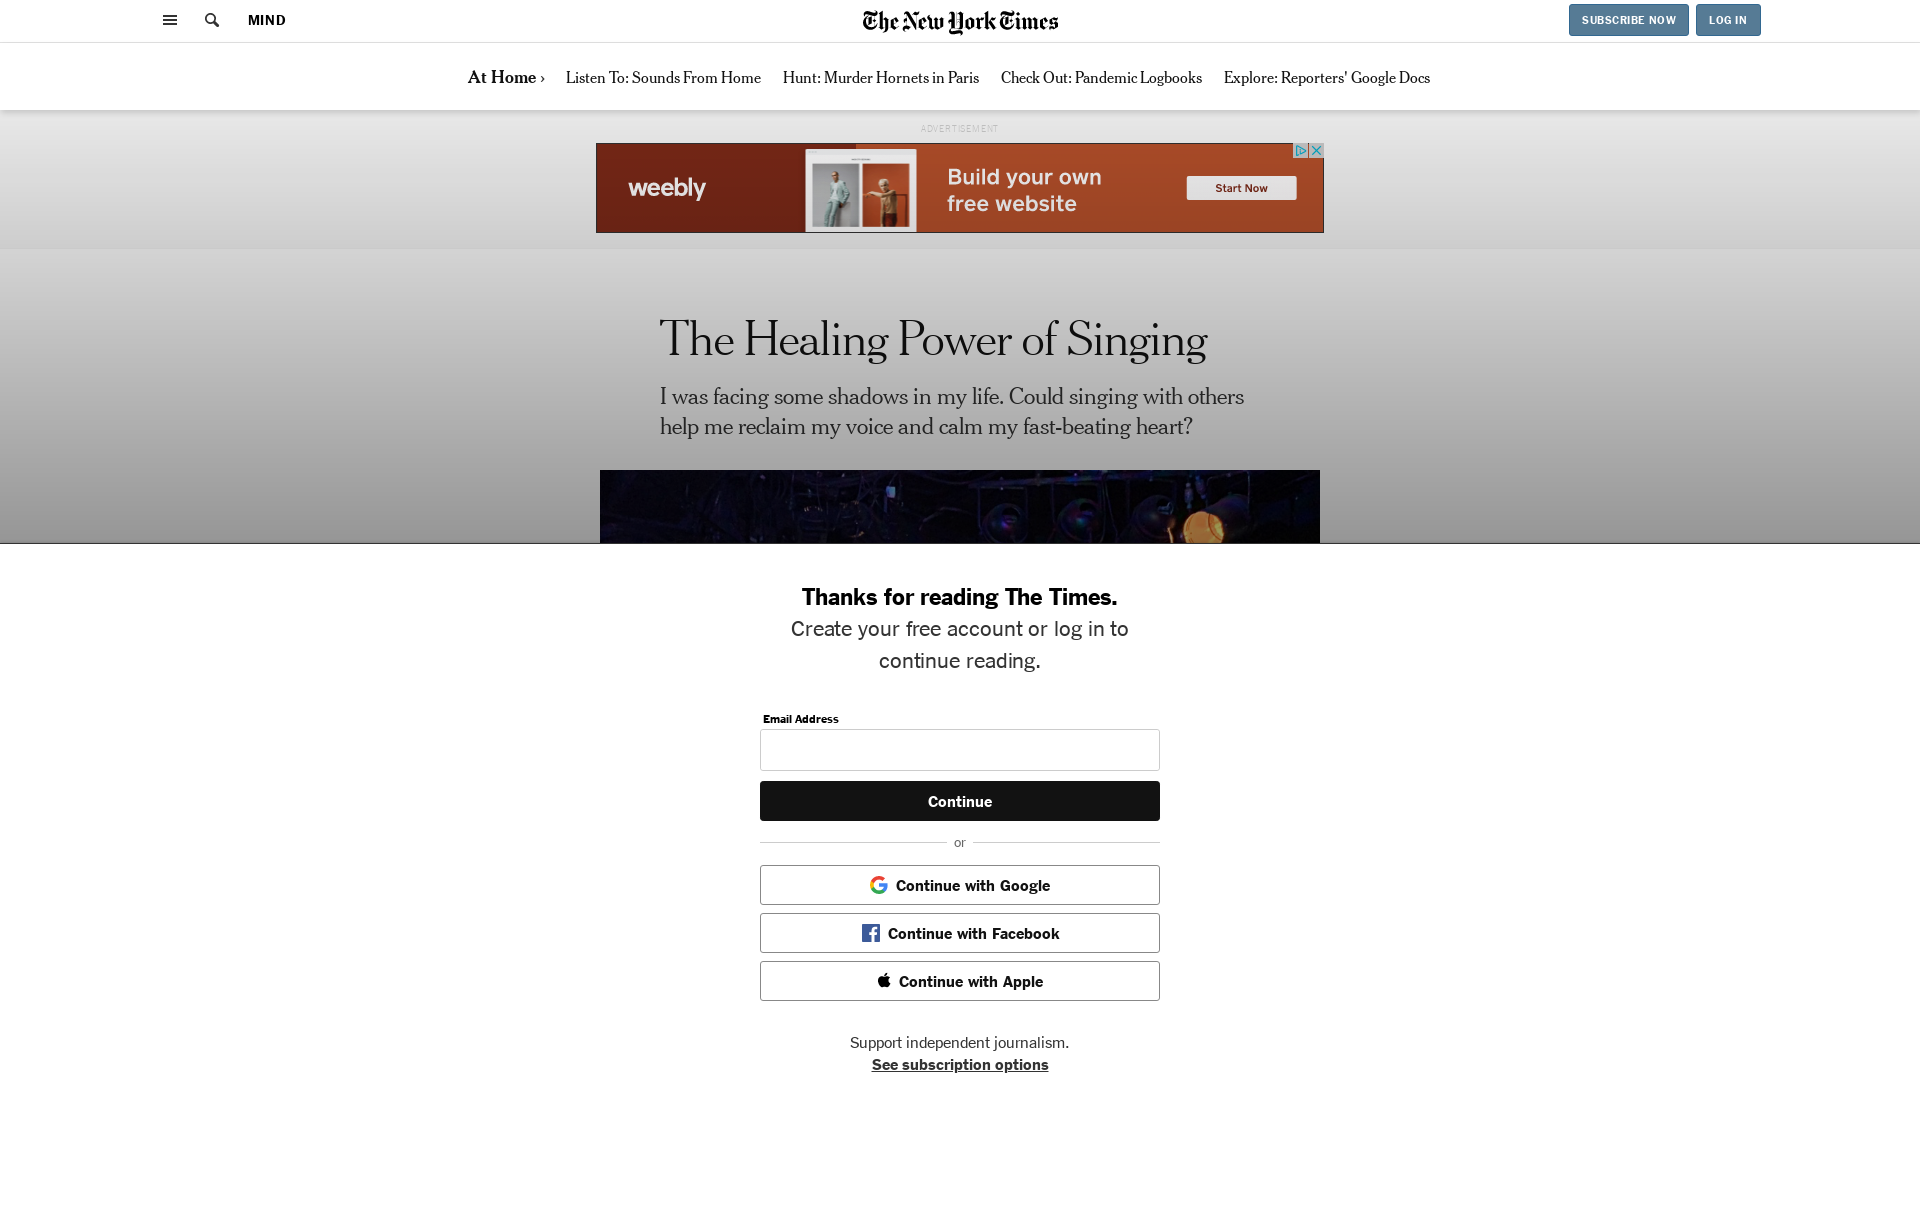 MIND
The New York Times
SUBSCRIBE NOW
LOG IN
At Home ›
Listen To: Sounds From Home
Hunt: Murder Hornets in Paris
Check Out: Pandemic Logbooks
Explore: Reporters' Google Docs
ADVERTISEMENT
weebly
Build your own
free website
Start Now
The Healing Power of Singing
I was facing some shadows in my life. Could singing with others
help me reclaim my voice and calm my fast-beating heart?
Thanks for reading The Times.
Create your free account or log in to
continue reading.
Email Address
Continue
or
Continue with Google
Continue with Facebook
Continue with Apple
Support independent journalism.
See subscription options